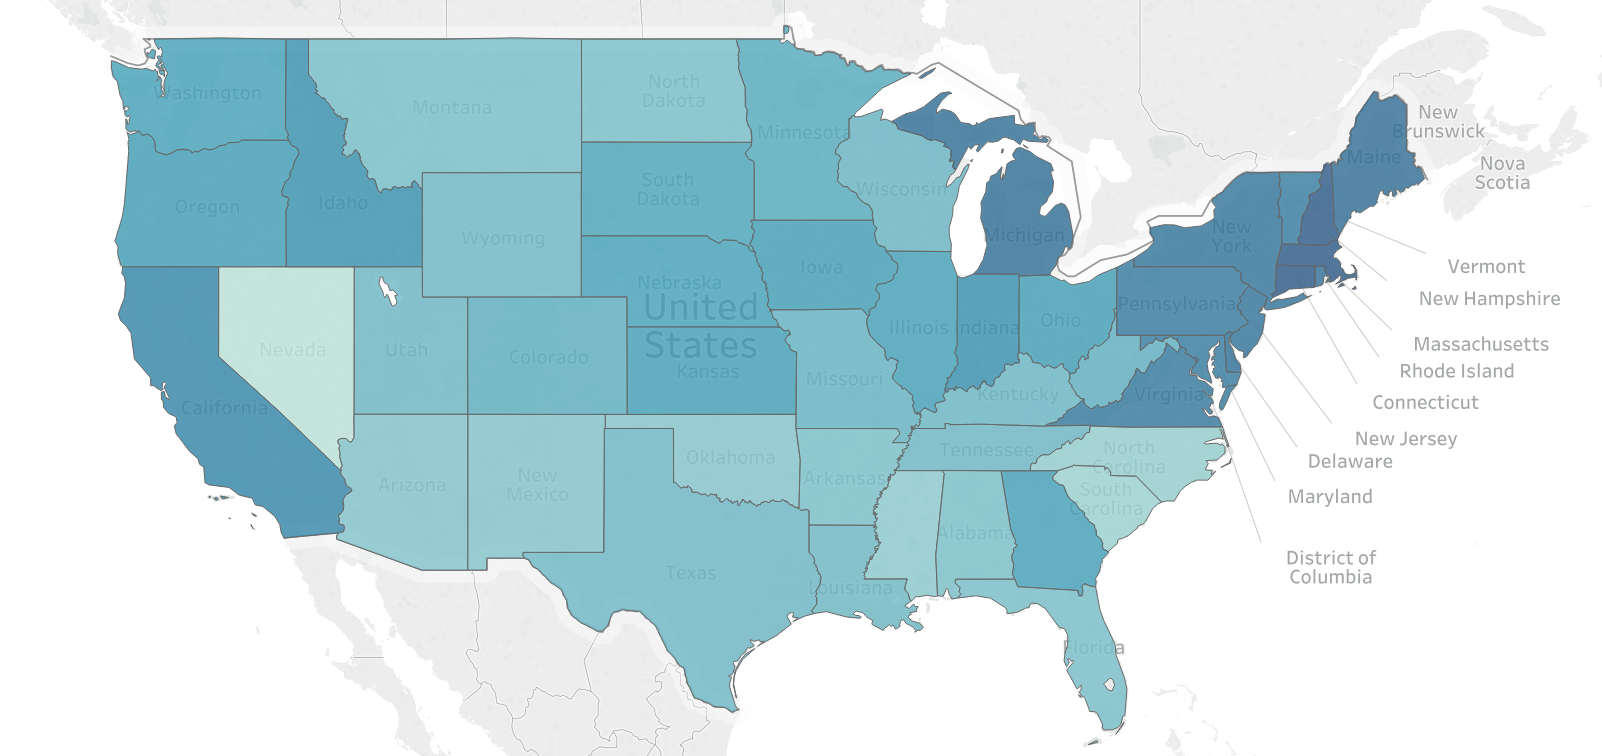 Washington
Montana
North
Dakota
Minnesota
New
Brunswick
Maine
Nova
Scotia
Oregon
Idaho
South
Dakota
Wisconsin
Wyoming
Michigan
New
York
Vermont
Iowa
Nebraska
United
States
New Hampshire
Pennsylvania
Illinois
Indiana
Ohio
Nevada
Utah
Colorado
Kansas
Massachusetts
Rhode Island
Missouri
Kentucky
Virginia
Connecticut
California
New Jersey
Delaware
Tennessee
North
Carolina
Oklahoma
Arizona
New
Mexico
Arkansas
South
Carolina
Maryland
Alabama
District of
Columbia
Texas
Louisiana
Florida